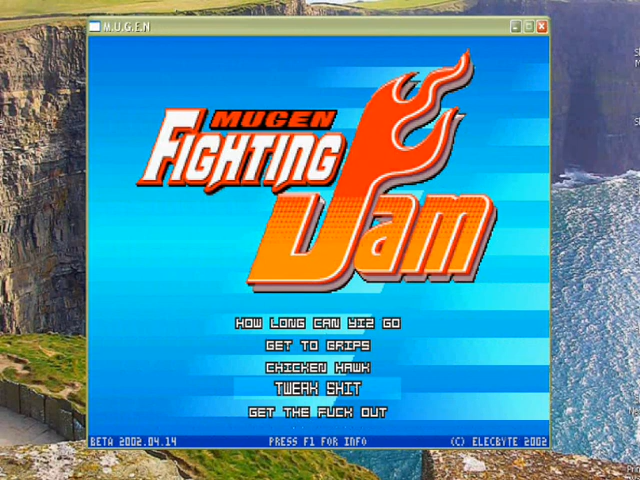 M.U.G.E.N
MUGEN
FIGHTING
Jam
HOW LONG CAN YIZ GO
GET TO GRIPS
CHICKEN HAWK
TWEAK SHIT
GET THE FUCK OUT
BETA 2002.04.14 PRESS F1 FOR INFO (C) ELECBYTE 2002